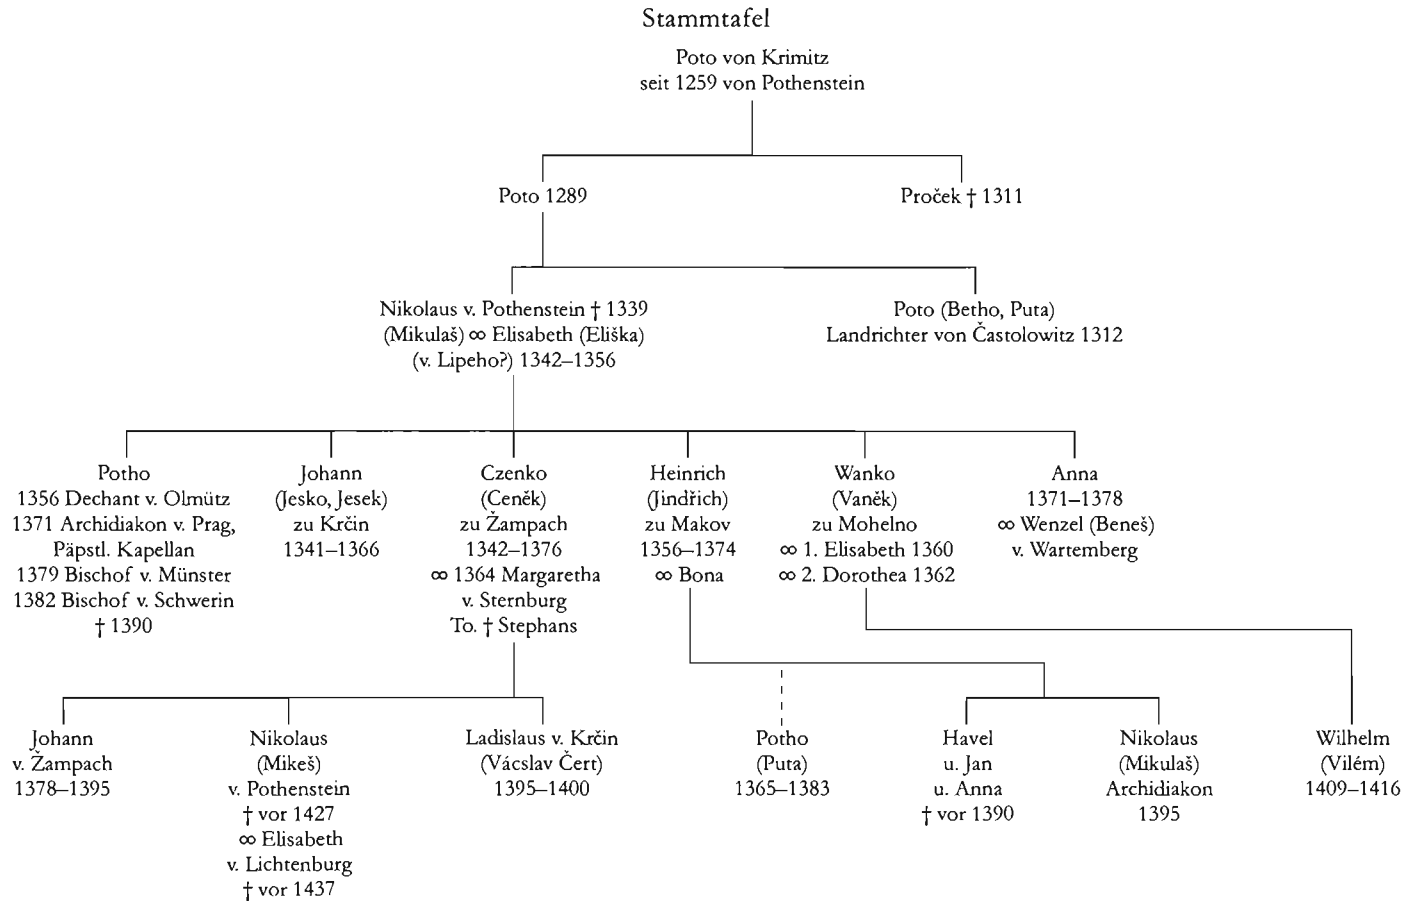 Stammtafel
Poto von Krimitz
seit 1259 von Pothenstein
Poto 1289
Proček † 1311
Nikolaus v. Pothenstein † 1339
(Mikulaš) ∞ Elisabeth (Eliška)
(v. Lipeho?) 1342–1356
Poto (Betho, Puta)
Landrichter von Častolowitz 1312
Potho
1356 Dechant v. Olmütz
1371 Archidiakon v. Prag,
Päpstl. Kapellan
1379 Bischof v. Münster
1382 Bischof v. Schwerin
† 1390
Johann
(Jesko, Jesek)
zu Krčin
1341–1366
Czenko
(Ceněk)
zu Žampach
1342–1376
∞ 1364 Margaretha
v. Sternburg
To. † Stephans
Heinrich
(Jindřich)
zu Makov
1356–1374
∞ Bona
Wanko
(Vaněk)
zu Mohelno
∞ 1. Elisabeth 1360
∞ 2. Dorothea 1362
Anna
1371–1378
∞ Wenzel (Beneš)
v. Wartemberg
Johann
v. Žampach
1378–1395
Nikolaus
(Mikeš)
v. Pothenstein
† vor 1427
∞ Elisabeth
v. Lichtenburg
† vor 1437
Ladislaus v. Krčin
(Vácslav Čert)
1395–1400
Potho
(Puta)
1365–1383
Havel
u. Jan
u. Anna
† vor 1390
Nikolaus
(Mikulaš)
Archidiakon
1395
Wilhelm
(Vilém)
1409–1416